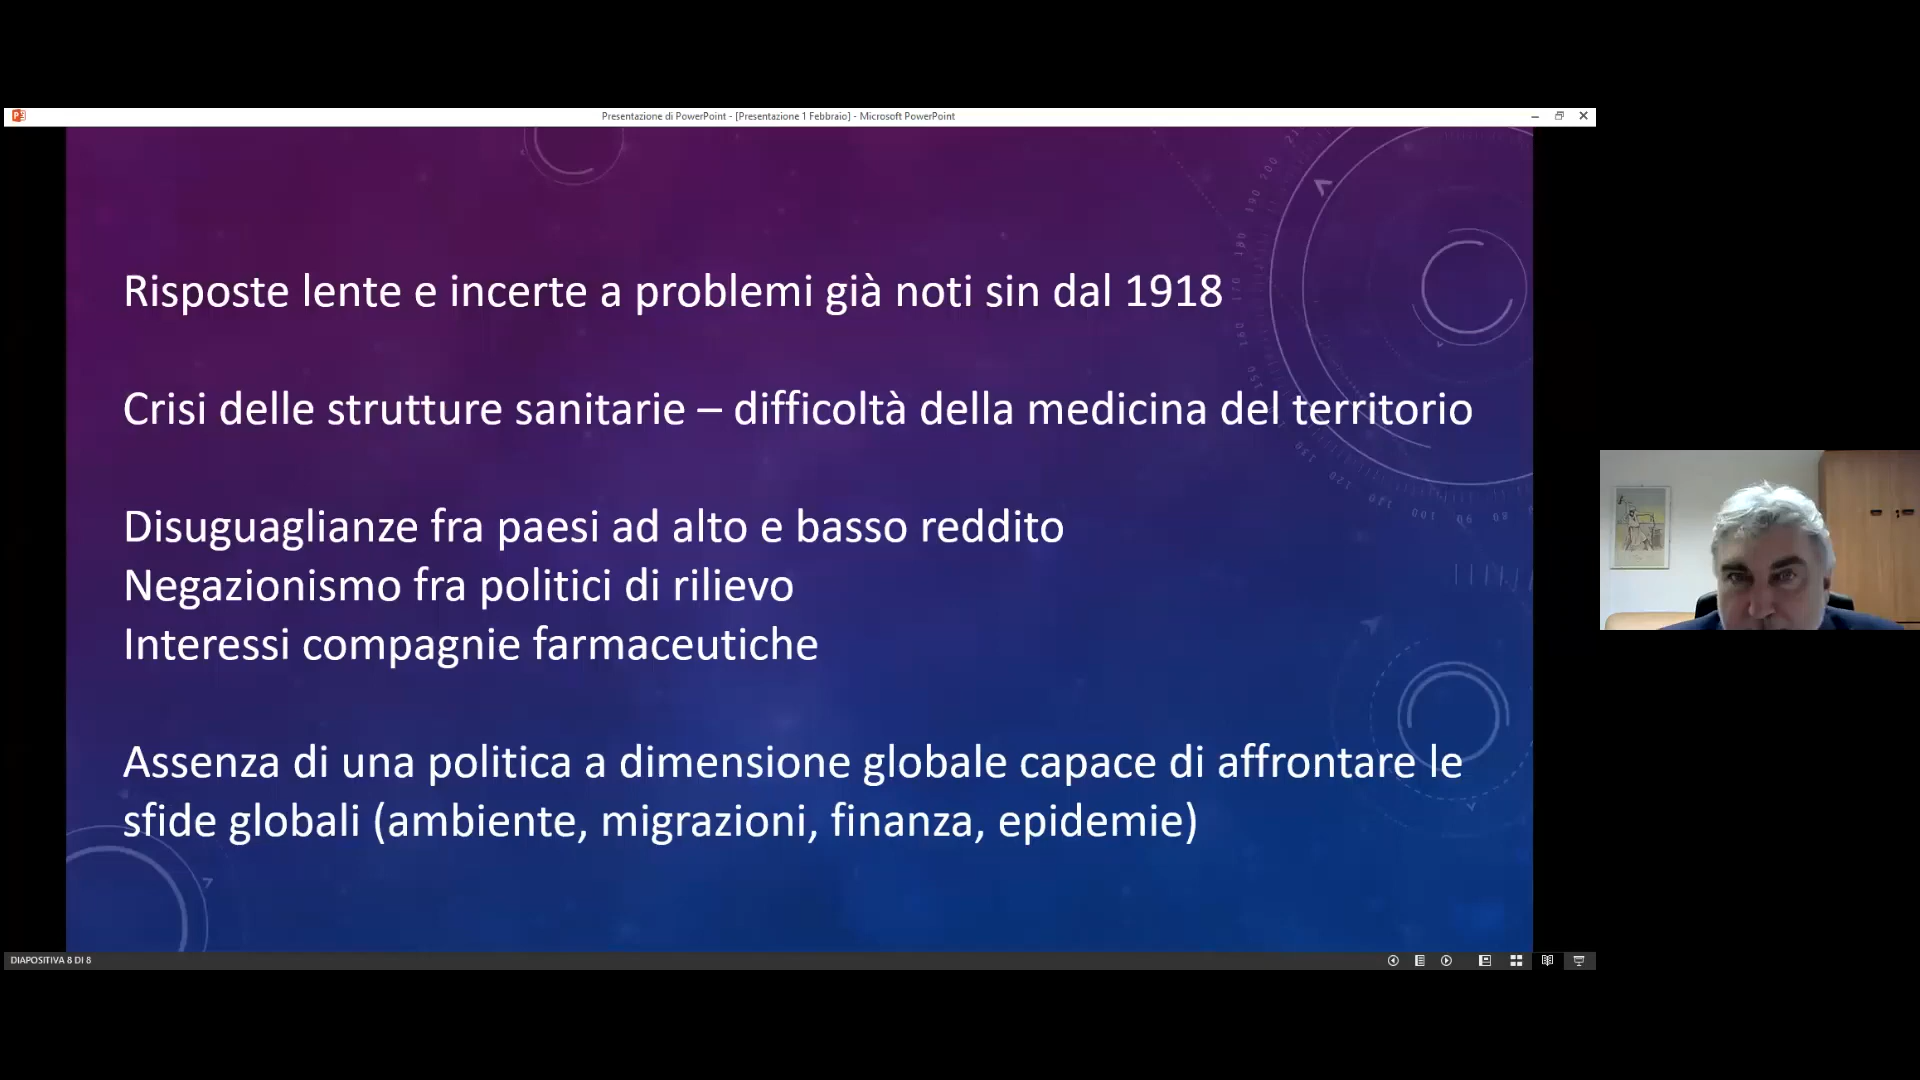 Presentazione di PowerPoint - [Presentazione 1 Febbraio] - Microsoft PowerPoint
Risposte lente e incerte a problemi già noti sin dal 1918
Crisi delle strutture sanitarie – difficoltà della medicina del territorio
Disuguaglianze fra paesi ad alto e basso reddito
Negazionismo fra politici di rilievo
Interessi compagnie farmaceutiche
Assenza di una politica a dimensione globale capace di affrontare le
sfide globali (ambiente, migrazioni, finanza, epidemie)
DIAPOSITIVA 8 DI 8